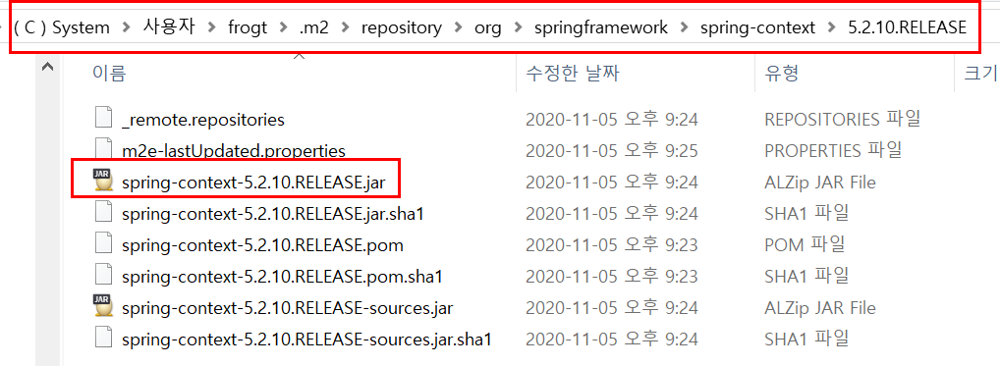 ( C ) System > 사용자 > frogt > .m2 > repository > org > springframework > spring-context > 5.2.10.RELEASE
이름 수정한 날짜 유형 크기
_remote.repositories 2020-11-05 오후 9:24 REPOSITORIES 파일
m2e-lastUpdated.properties 2020-11-05 오후 9:25 PROPERTIES 파일
JAR spring-context-5.2.10.RELEASE.jar 2020-11-05 오후 9:24 ALZip JAR File
spring-context-5.2.10.RELEASE.jar.sha1 2020-11-05 오후 9:24 SHA1 파일
spring-context-5.2.10.RELEASE.pom 2020-11-05 오후 9:23 POM 파일
spring-context-5.2.10.RELEASE.pom.sha1 2020-11-05 오후 9:23 SHA1 파일
JAR spring-context-5.2.10.RELEASE-sources.jar 2020-11-05 오후 9:24 ALZip JAR File
spring-context-5.2.10.RELEASE-sources.jar.sha1 2020-11-05 오후 9:24 SHA1 파일